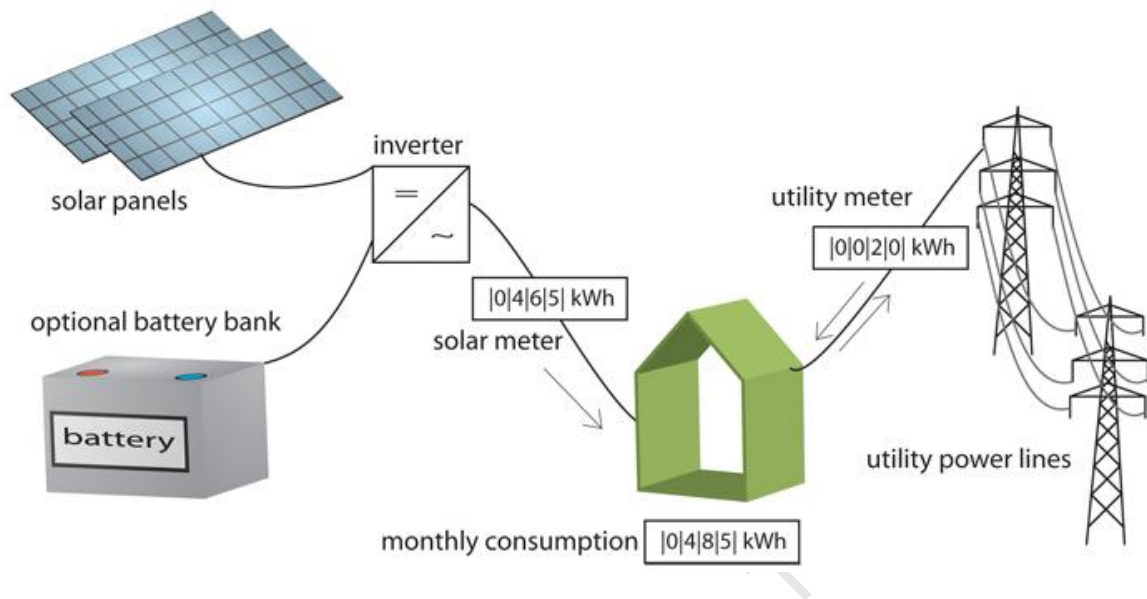 inverter
solar panels
utility meter
|0|0|2|0| kWh
|0|4|6|5| kWh
optional battery bank
solar meter
battery
utility power lines
monthly consumption |0|4|8|5| kWh